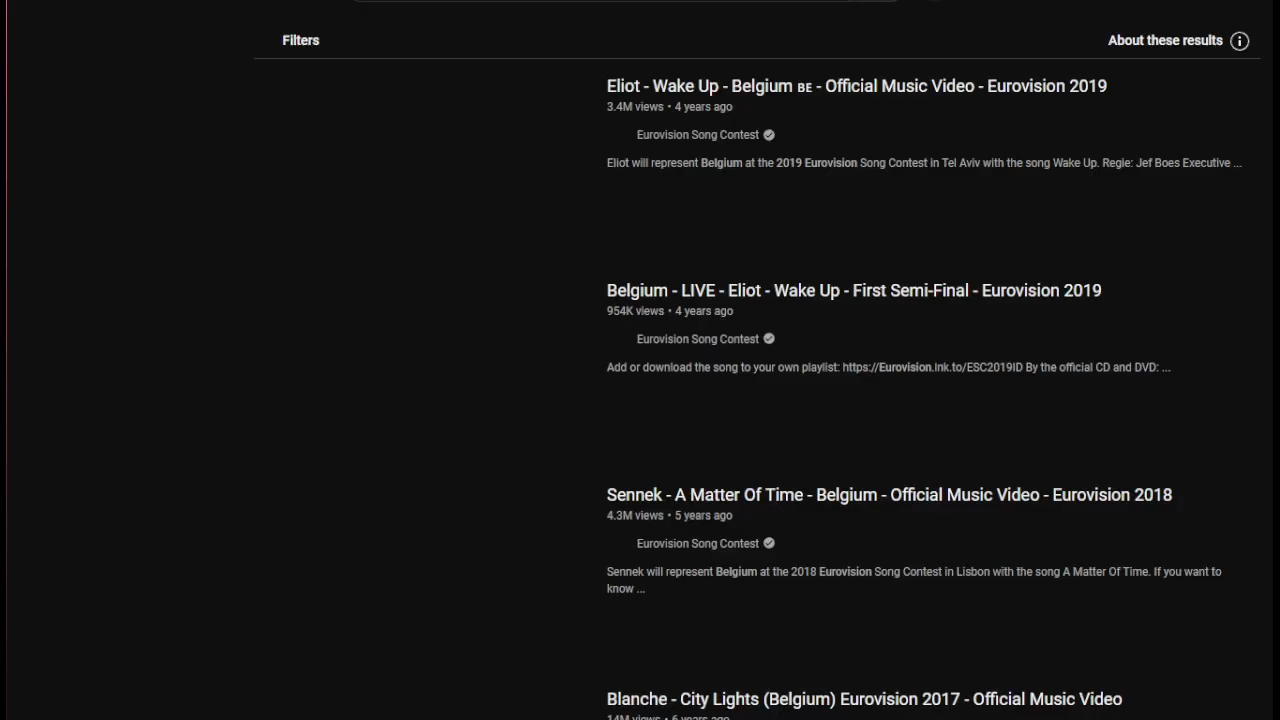 Filters
About these results
Eliot - Wake Up - Belgium 🇧🇪 - Official Music Video - Eurovision 2019
3.4M views • 4 years ago
Eurovision Song Contest
Eliot will represent Belgium at the 2019 Eurovision Song Contest in Tel Aviv with the song Wake Up. Regie: Jef Boes Executive ...
Belgium - LIVE - Eliot - Wake Up - First Semi-Final - Eurovision 2019
954K views • 4 years ago
Eurovision Song Contest
Add or download the song to your own playlist: https://Eurovision.lnk.to/ESC2019ID By the official CD and DVD: ...
Sennek - A Matter Of Time - Belgium - Official Music Video - Eurovision 2018
4.3M views • 5 years ago
Eurovision Song Contest
Sennek will represent Belgium at the 2018 Eurovision Song Contest in Lisbon with the song A Matter Of Time. If you want to
know ...
Blanche - City Lights (Belgium) Eurovision 2017 - Official Music Video
14M views • 6 years ago